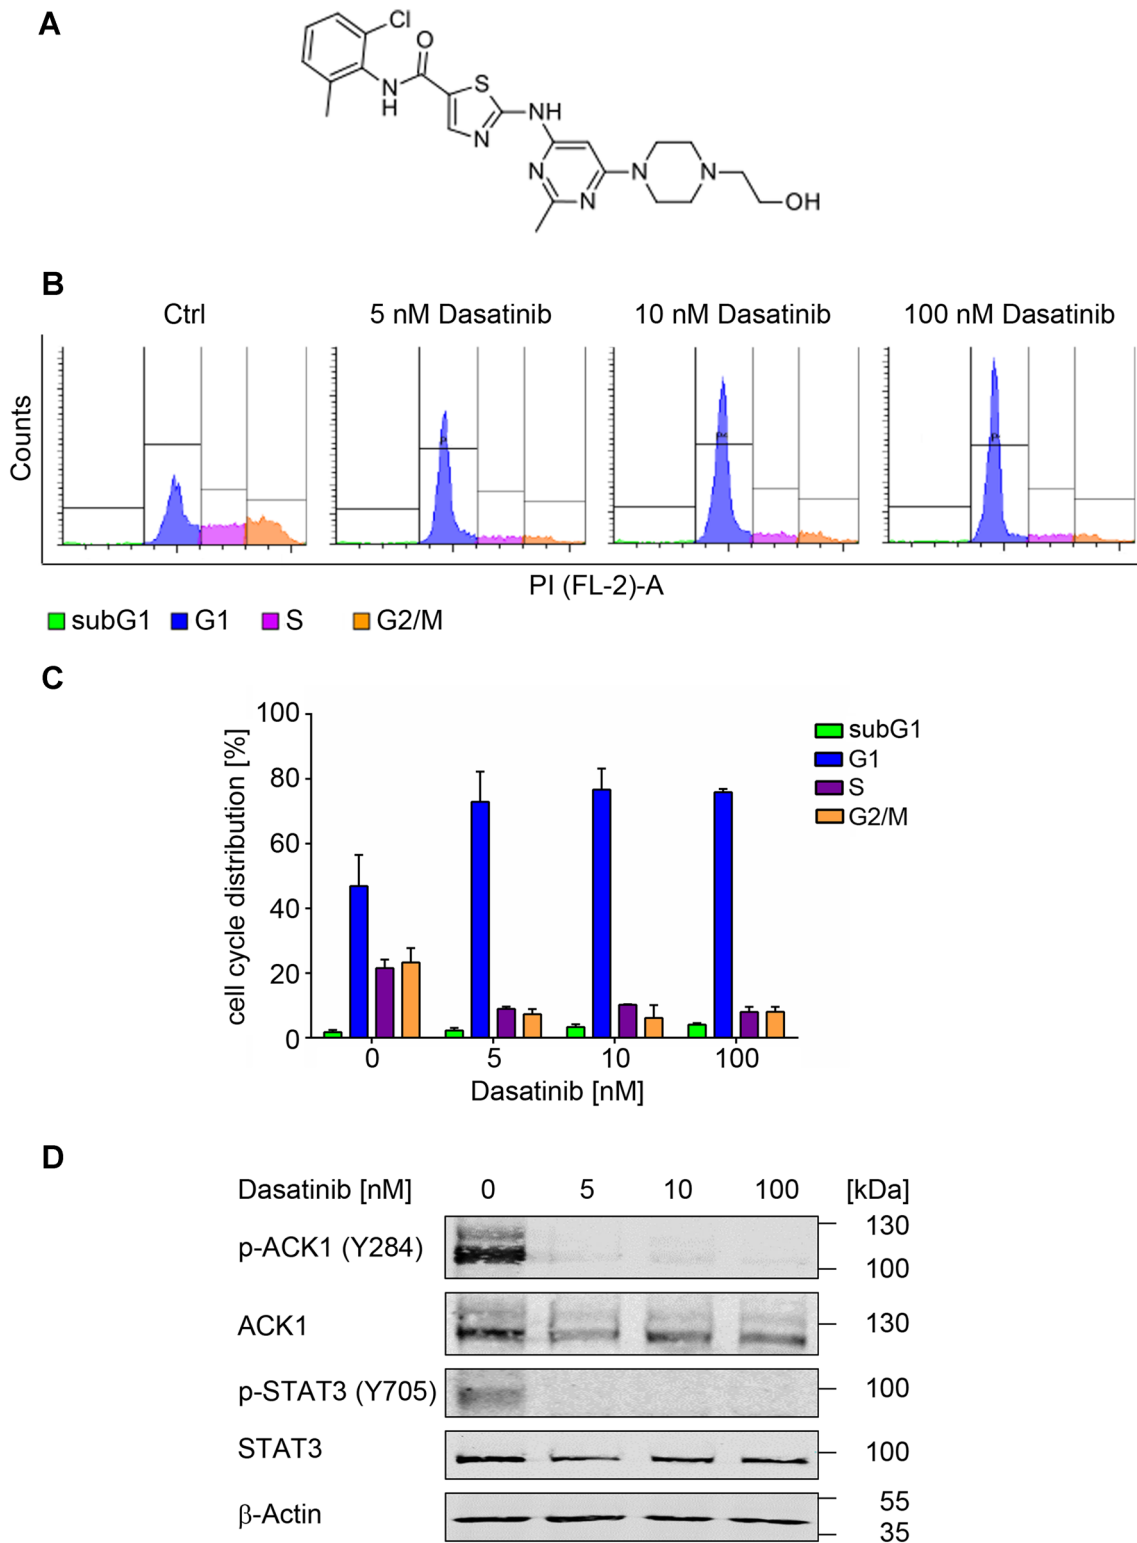 A
Cl
O
N
H
S
N
NH
N
N
N
N
OH
B
Ctrl
5 nM Dasatinib
10 nM Dasatinib
100 nM Dasatinib
Counts
PI (FL-2)-A
subG1
G1
S
G2/M
C
cell cycle distribution [%]
100
80
60
40
20
0
0
5
10
100
Dasatinib [nM]
subG1
G1
S
G2/M
D
Dasatinib [nM] 0 5 10 100 [kDa]
p-ACK1 (Y284)
130
100
ACK1
130
p-STAT3 (Y705)
100
STAT3
100
β-Actin
55
35